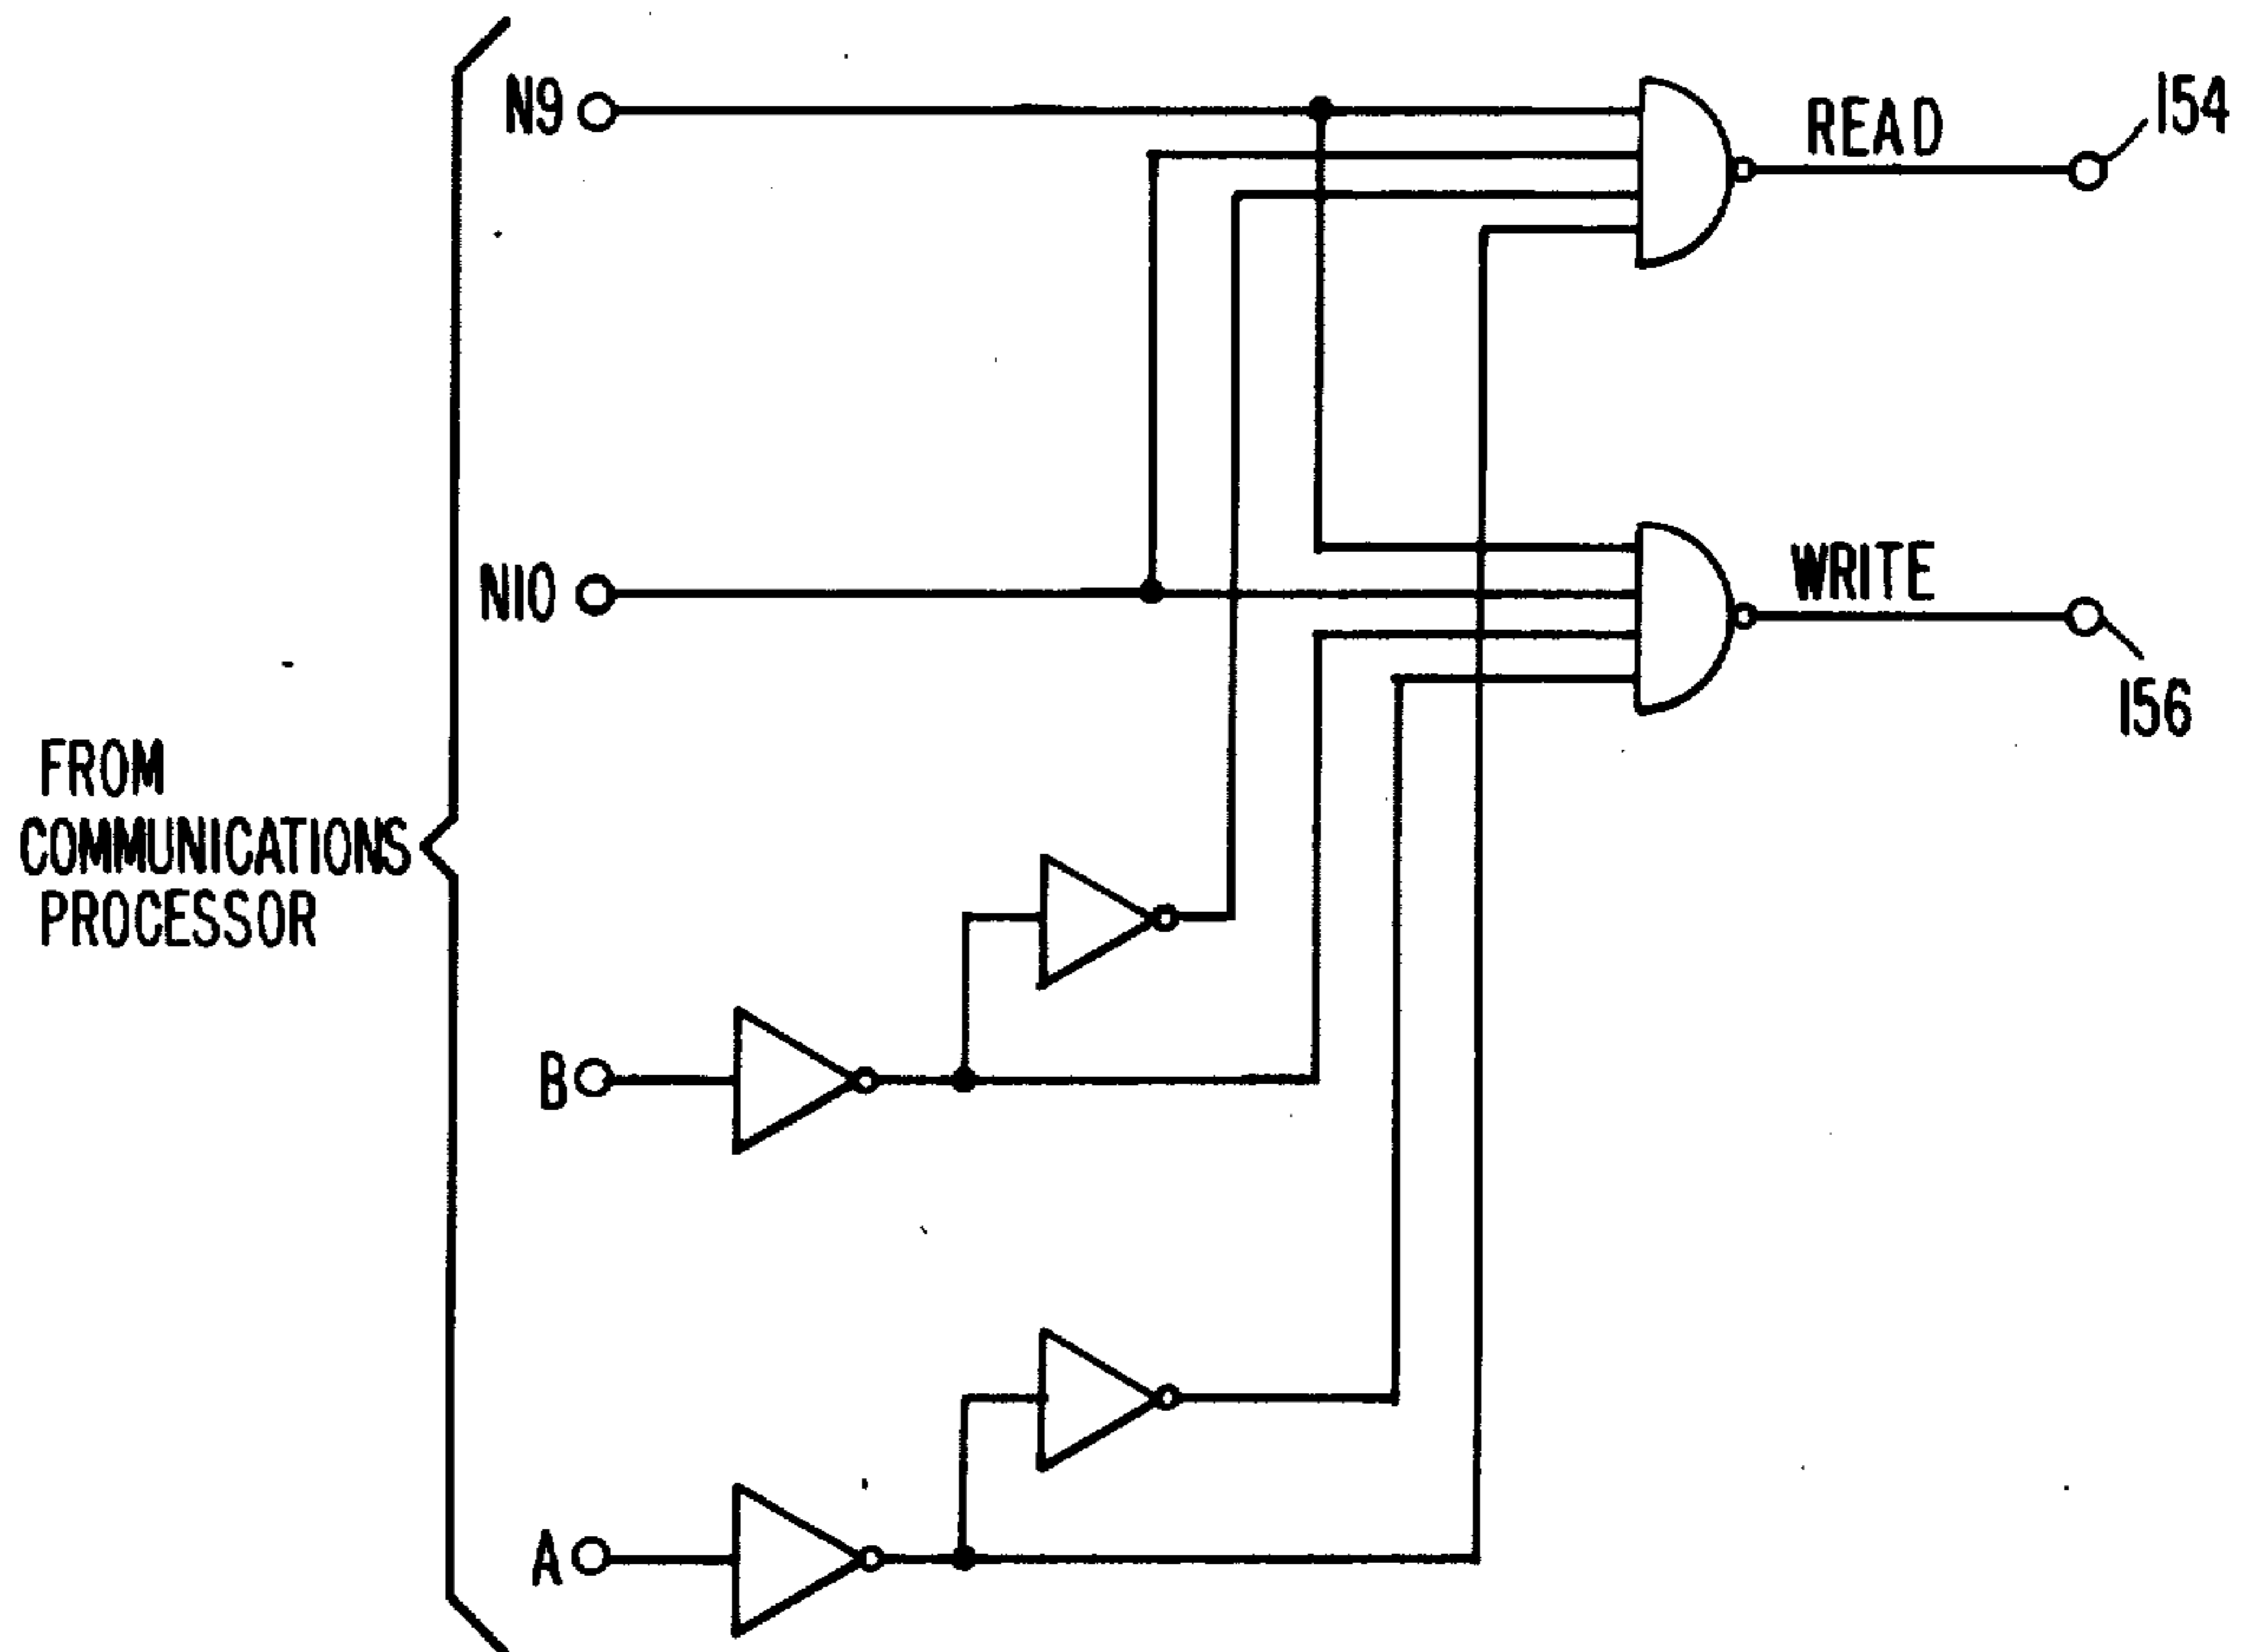 N9
READ
154
N10
WRITE
156
FROM
COMMUNICATIONS
PROCESSOR
B
A